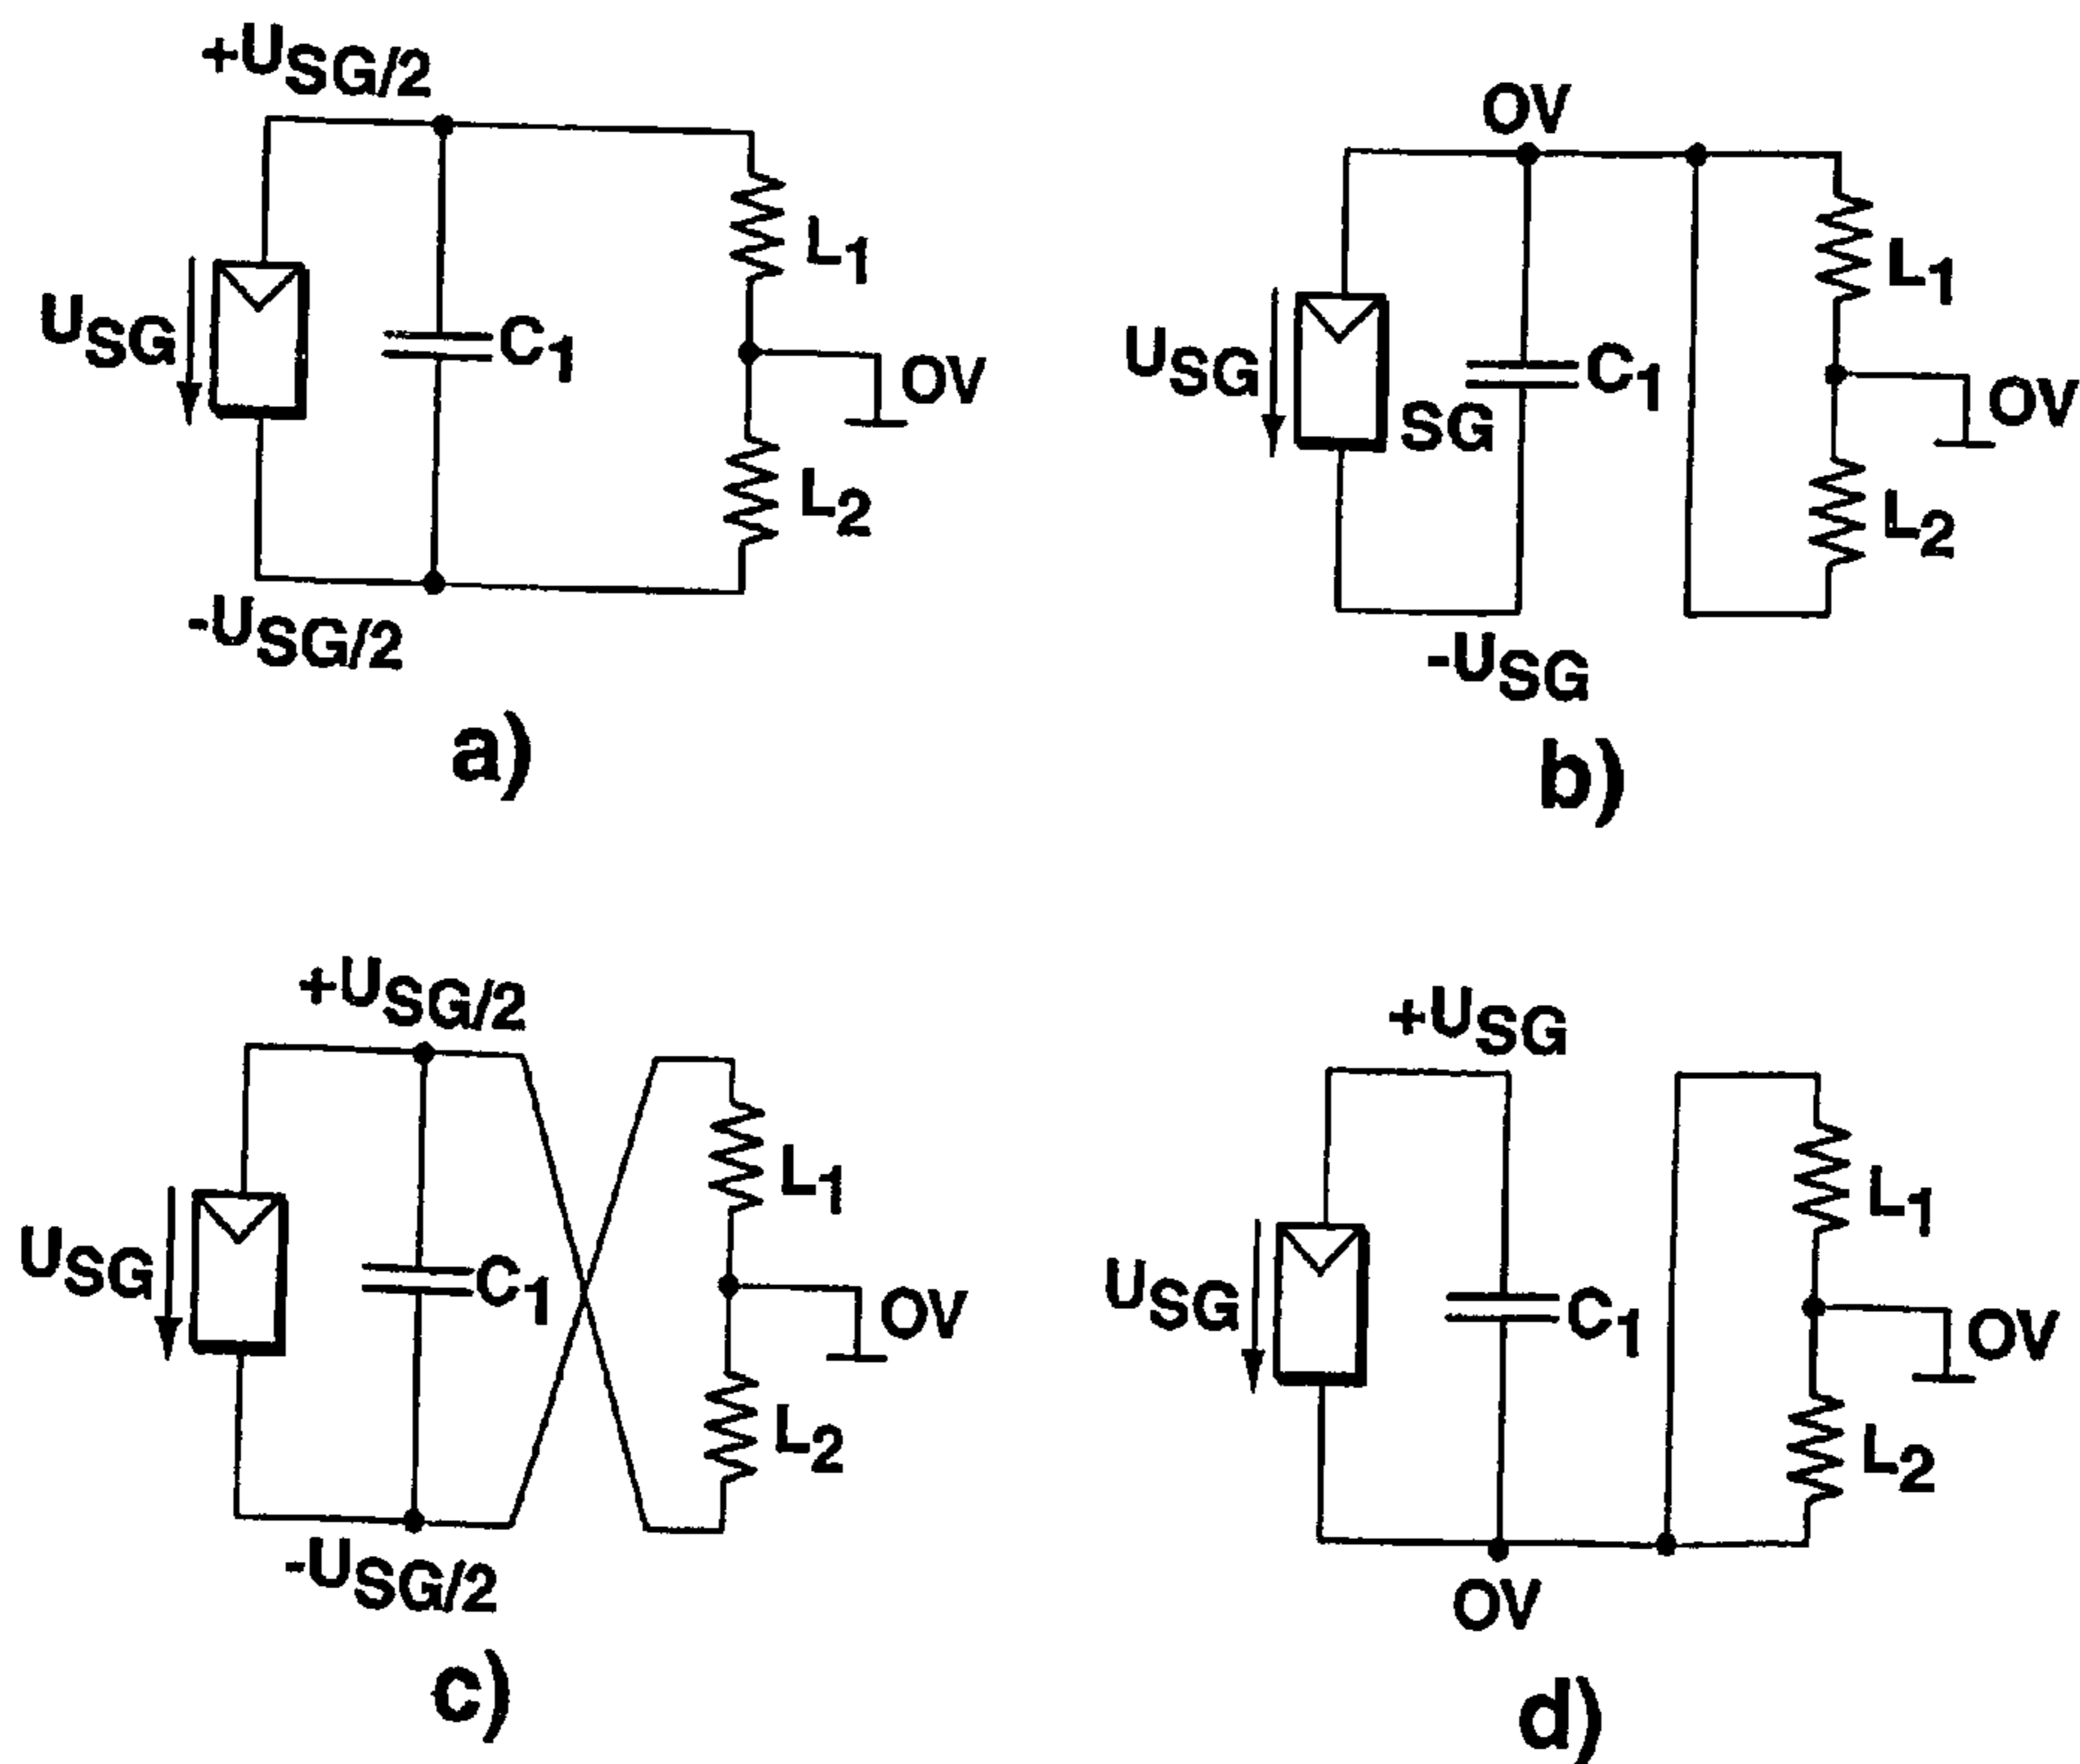 +USG/2
USG
C1
L1
OV
L2
-USG/2
a)
OV
USG
SG
C1
L1
OV
L2
-USG
b)
+USG/2
USG
C1
L1
OV
L2
-USG/2
c)
+USG
USG
C1
L1
OV
L2
OV
d)